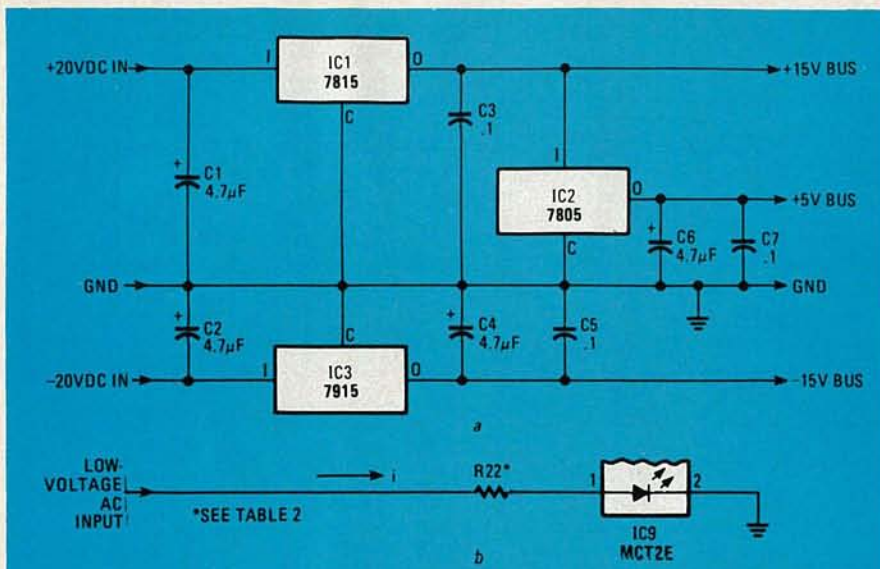 +20VDC IN
I
IC1
7815
O
+15V BUS
C
C3
.1
+
C1
4.7µF
I
IC2
7805
O
+5V BUS
C
+
C6
4.7µF
C7
.1
GND
GND
+
C2
4.7µF
C
+
C4
4.7µF
C5
.1
-20VDC IN
I
IC3
7915
O
-15V BUS
a
LOW-
VOLTAGE
AC
INPUT
i
R22*
1
2
*SEE TABLE 2
IC9
MCT2E
b